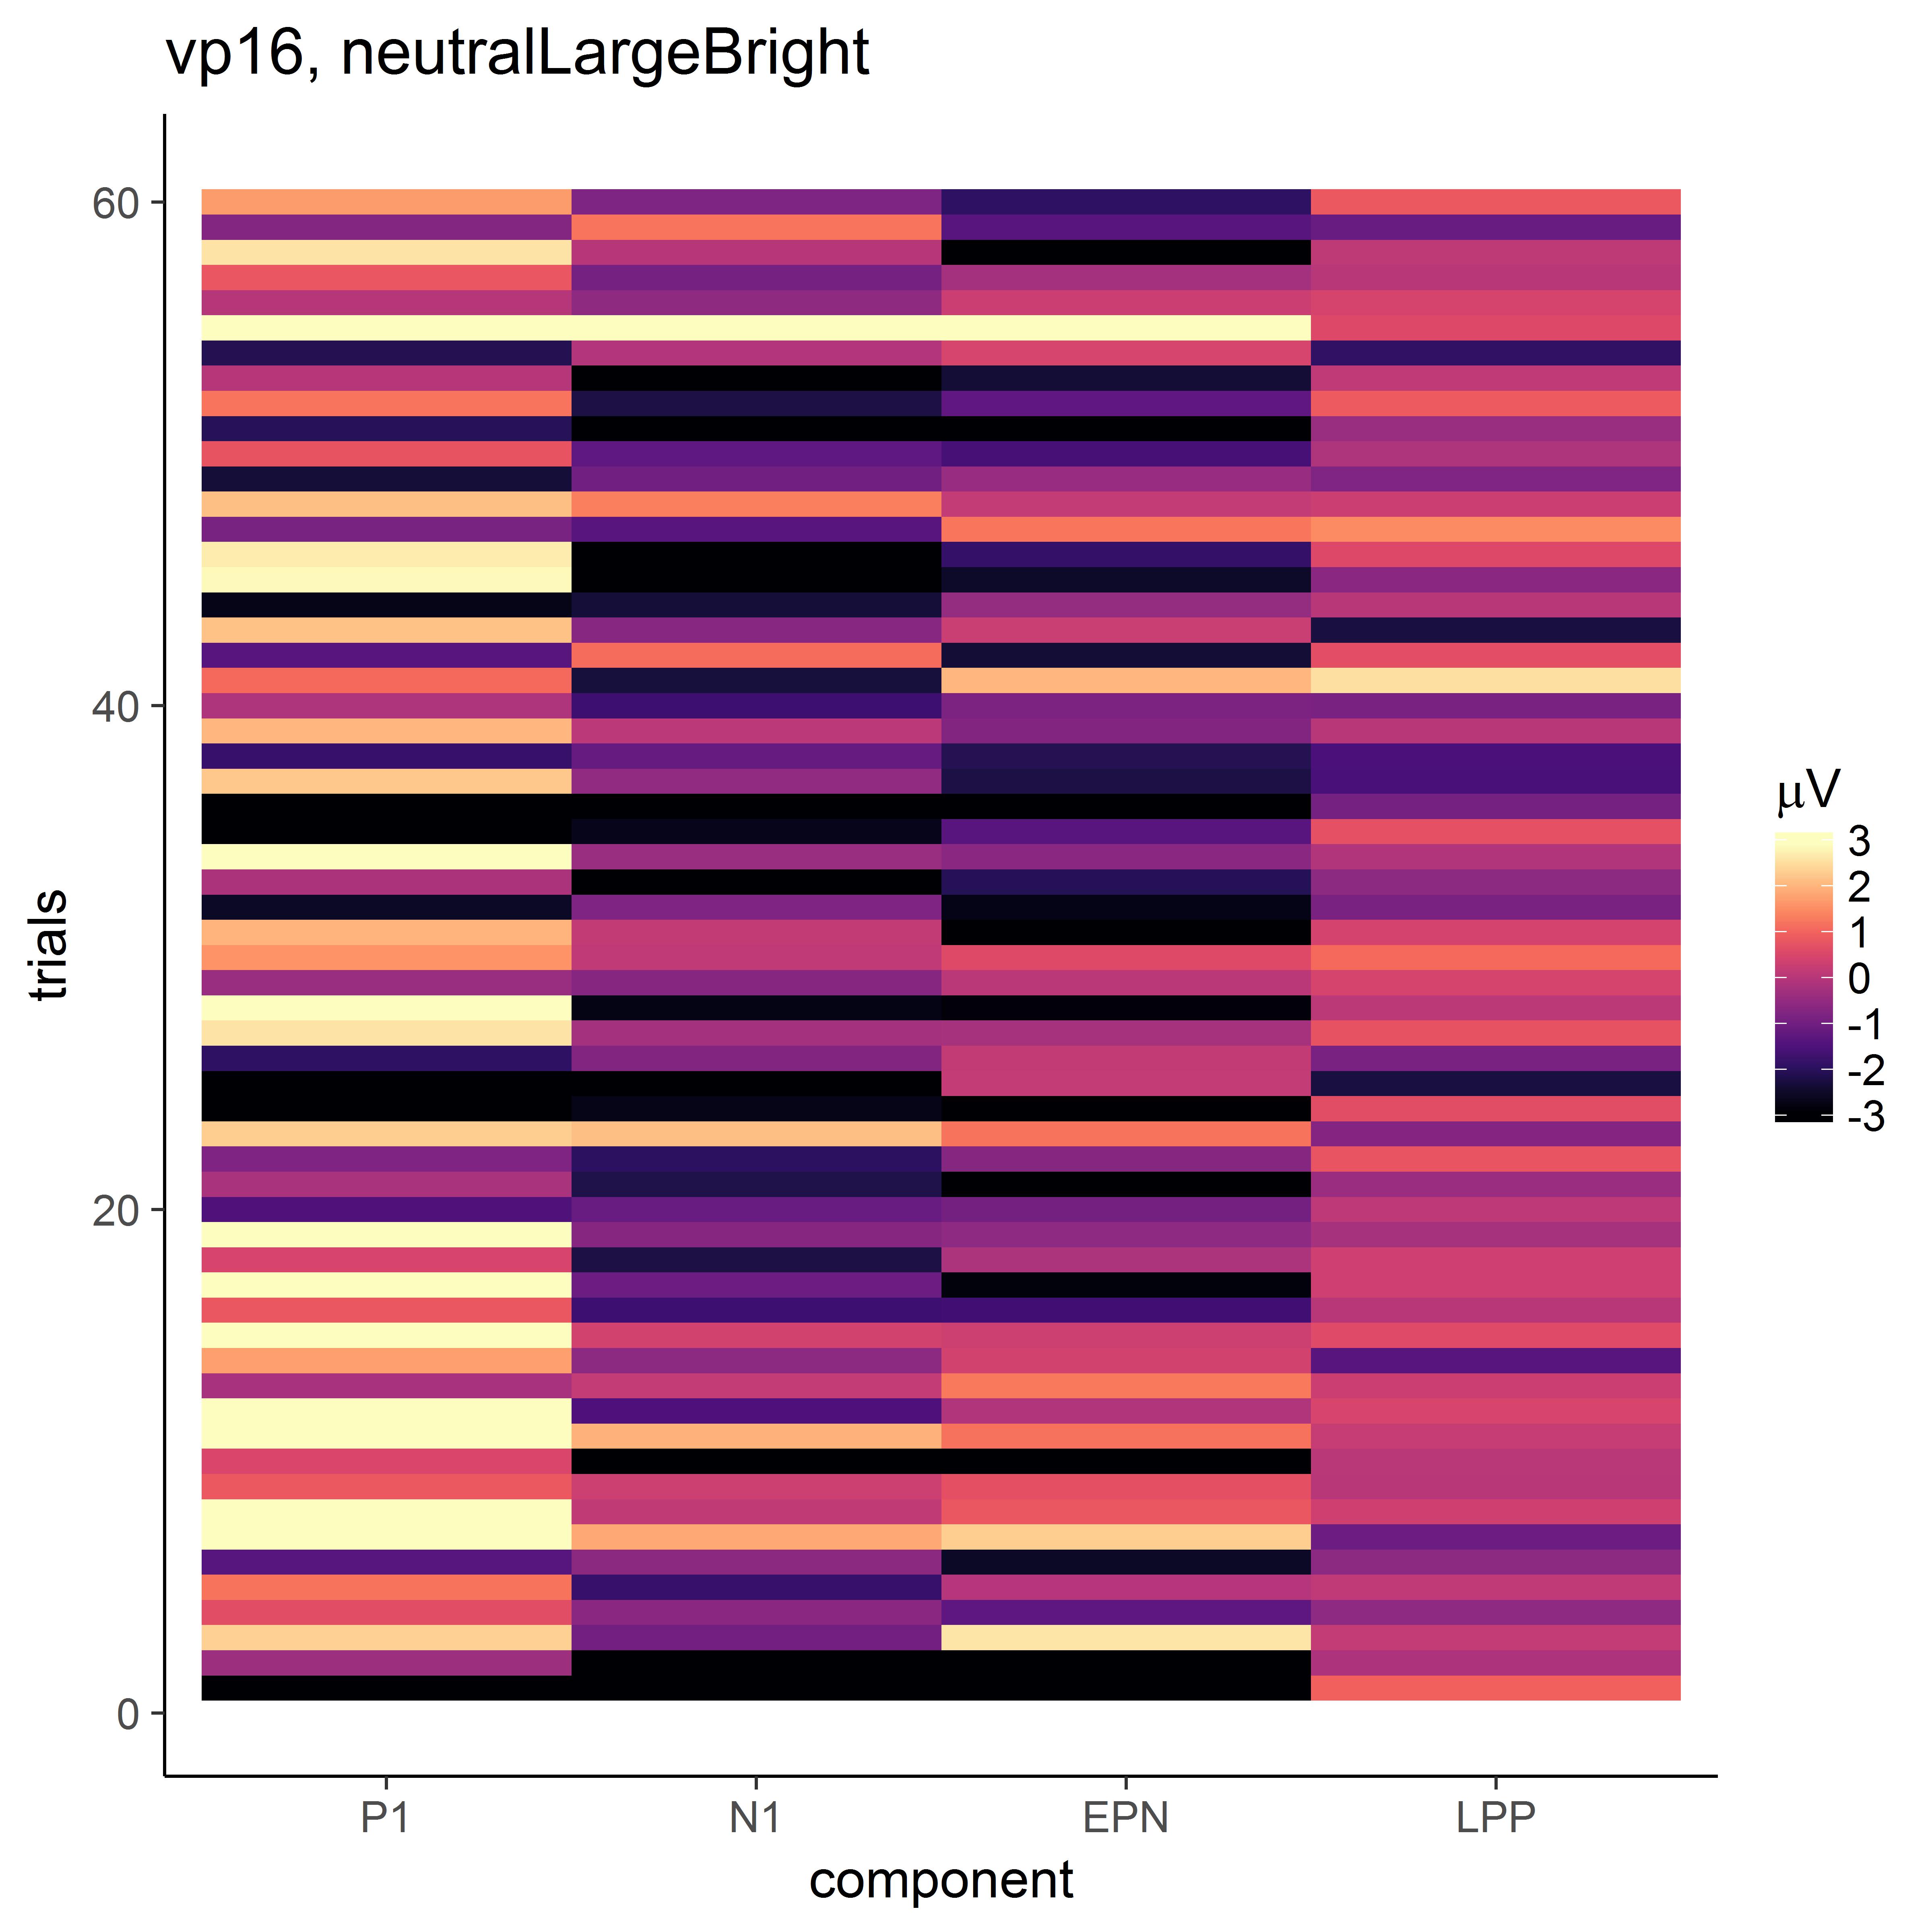 vp16, neutralLargeBright
60
40
20
0
trials
P1 N1 EPN LPP
component
μV
3
2
1
0
-1
-2
-3